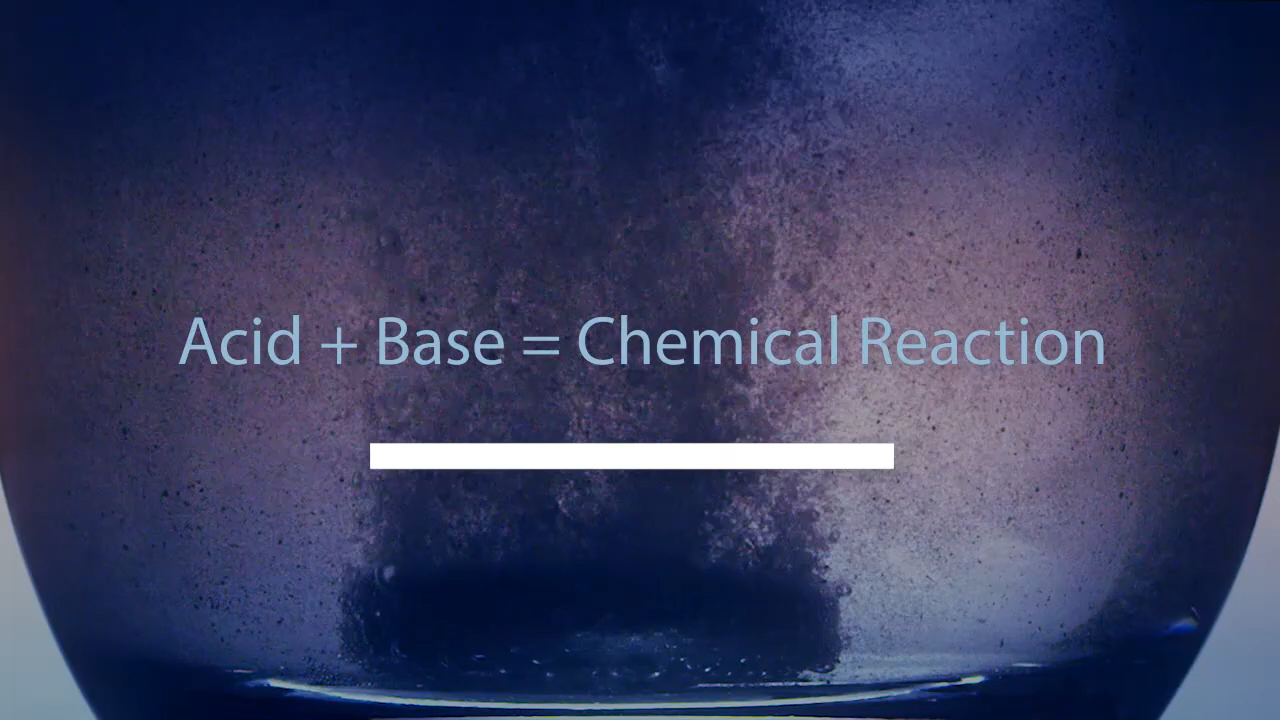 Acid + Base = Chemical Reaction